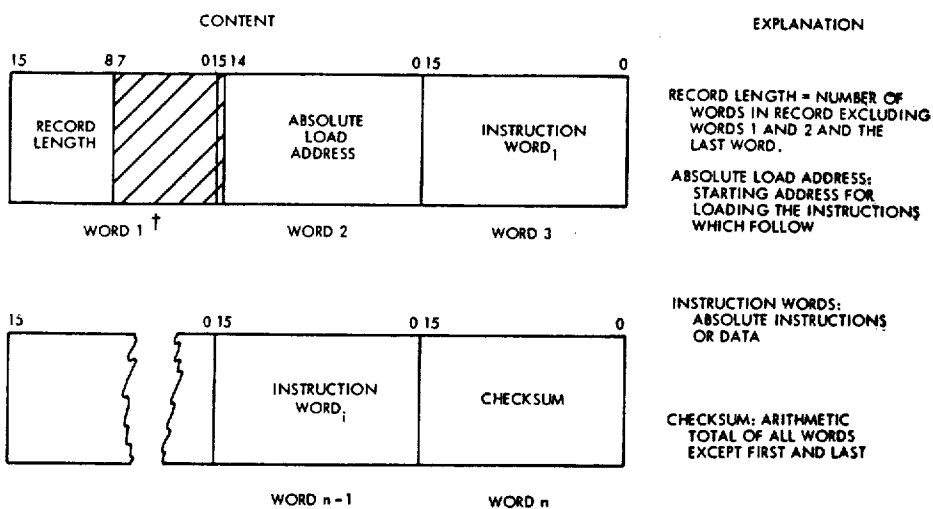 CONTENT
EXPLANATION
15 8 7 0 15 14 0 15 0
RECORD LENGTH
ABSOLUTE LOAD ADDRESS
INSTRUCTION WORD1
WORD 1 †
WORD 2
WORD 3
RECORD LENGTH = NUMBER OF
WORDS IN RECORD EXCLUDING
WORDS 1 AND 2 AND THE
LAST WORD.
ABSOLUTE LOAD ADDRESS:
STARTING ADDRESS FOR
LOADING THE INSTRUCTIONS
WHICH FOLLOW
15 0 15 0 15 0
INSTRUCTION WORDi
CHECKSUM
WORD n-1
WORD n
INSTRUCTION WORDS:
ABSOLUTE INSTRUCTIONS
OR DATA
CHECKSUM: ARITHMETIC
TOTAL OF ALL WORDS
EXCEPT FIRST AND LAST